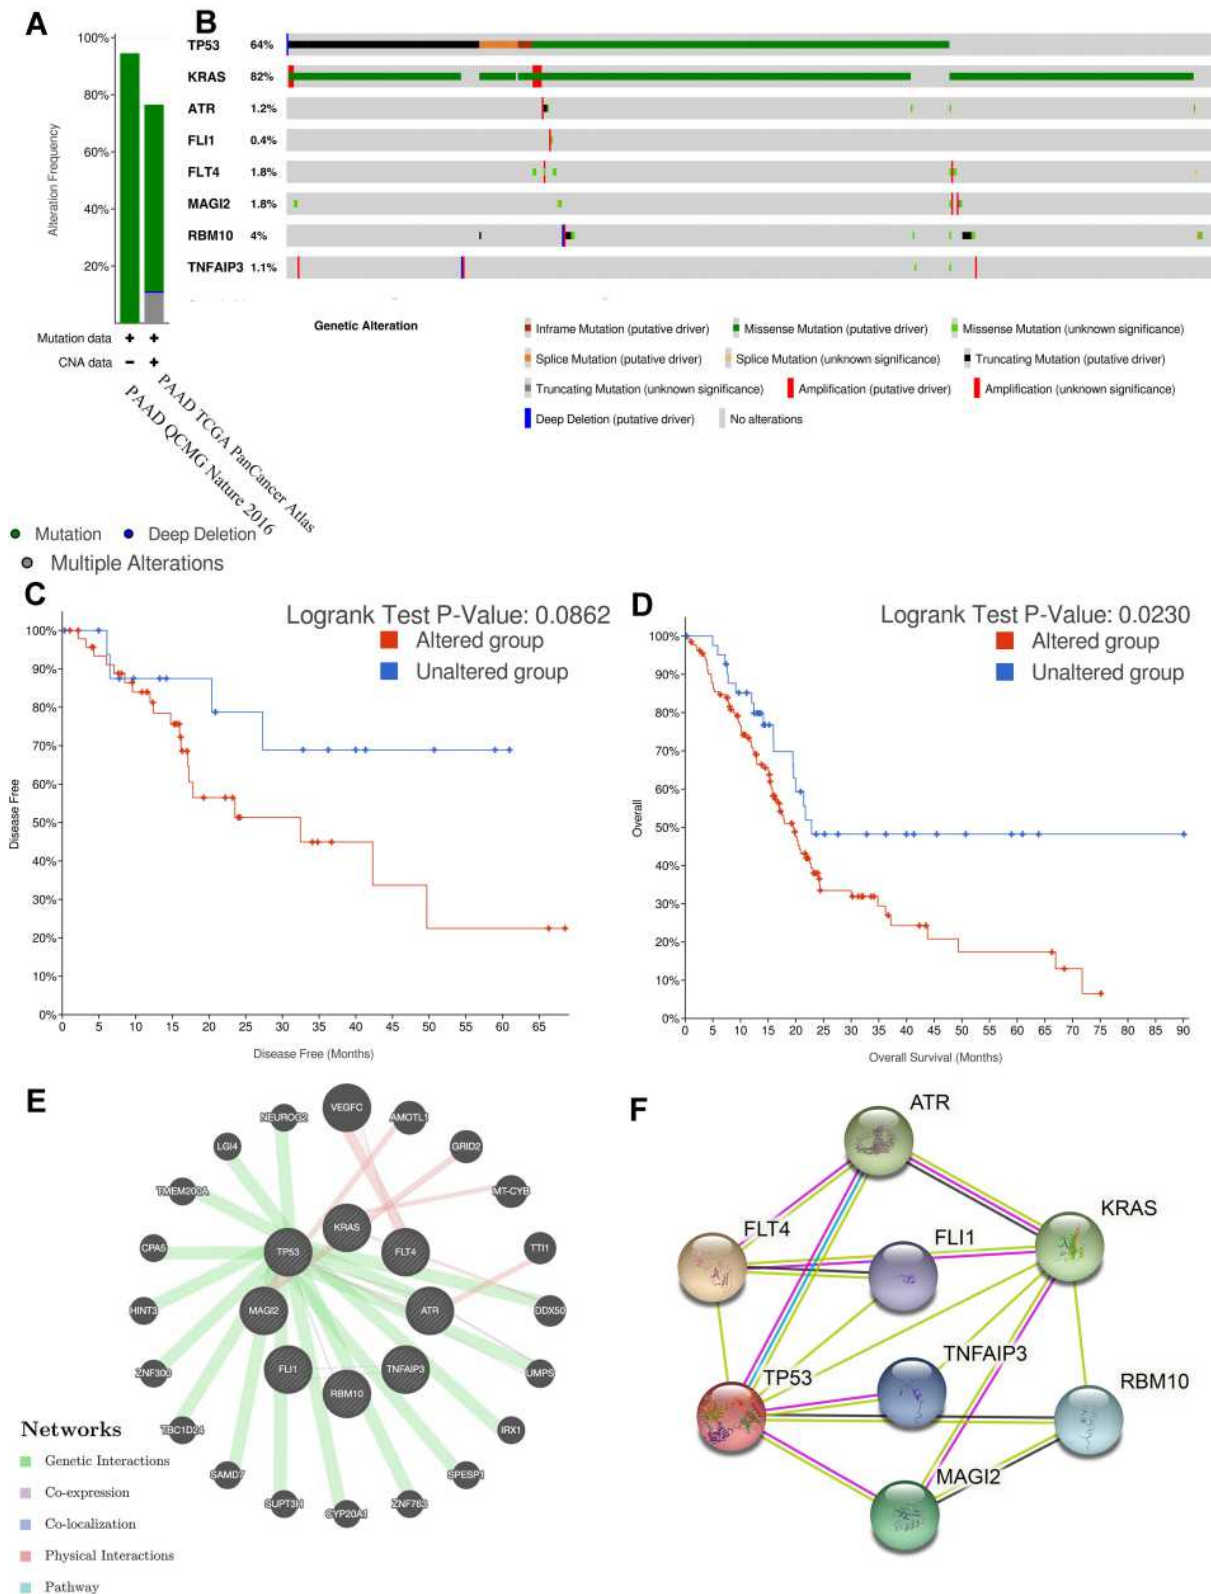 A
B
100%
80%
60%
40%
20%
Alteration Frequency
Mutation data + +
CNA data − +
PAAD QCMG Nature 2016
PAAD TCGA PanCancer Atlas
Mutation Deep Deletion
Multiple Alterations
TP53 64%
KRAS 82%
ATR 1.2%
FLI1 0.4%
FLT4 1.8%
MAGI2 1.8%
RBM10 4%
TNFAIP3 1.1%
Genetic Alteration
Inframe Mutation (putative driver) Missense Mutation (putative driver) Missense Mutation (unknown significance)
Splice Mutation (putative driver) Splice Mutation (unknown significance) Truncating Mutation (putative driver)
Truncating Mutation (unknown significance) Amplification (putative driver) Amplification (unknown significance)
Deep Deletion (putative driver) No alterations
C
Logrank Test P-Value: 0.0862
Altered group
Unaltered group
100%
90%
80%
70%
60%
50%
40%
30%
20%
10%
0%
Disease Free
0 5 10 15 20 25 30 35 40 45 50 55 60 65
Disease Free (Months)
D
Logrank Test P-Value: 0.0230
Altered group
Unaltered group
100%
90%
80%
70%
60%
50%
40%
30%
20%
10%
0%
Overall
0 5 10 15 20 25 30 35 40 45 50 55 60 65 70 75 80 85 90
Overall Survival (Months)
E
VEGFC
NEUROG2
AMOTL1
LGI4
GRID2
TMEM200A
MT-CYB
KRAS
CPA5
TP53
FLT4
TTI1
HINT3
MAGI2
ATR
DDX50
ZNF300
FLI1
TNFAIP3
UMPS
RBM10
TBC1D24
IRX1
SAMD7
SPESP1
SUPT3H
CYP20A1
ZNF763
Networks
Genetic Interactions
Co-expression
Co-localization
Physical Interactions
Pathway
F
ATR
KRAS
FLT4
FLI1
TNFAIP3
TP53
RBM10
MAGI2